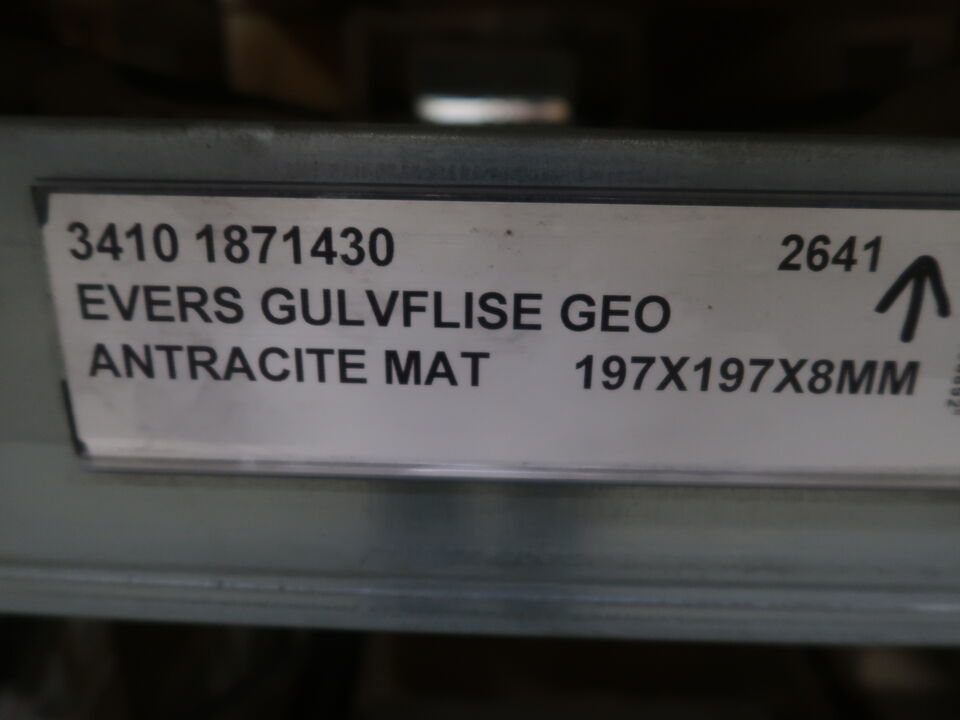 3410 1871430 2641
EVERS GULVFLISE GEO
ANTRACITE MAT 197X197X8MM